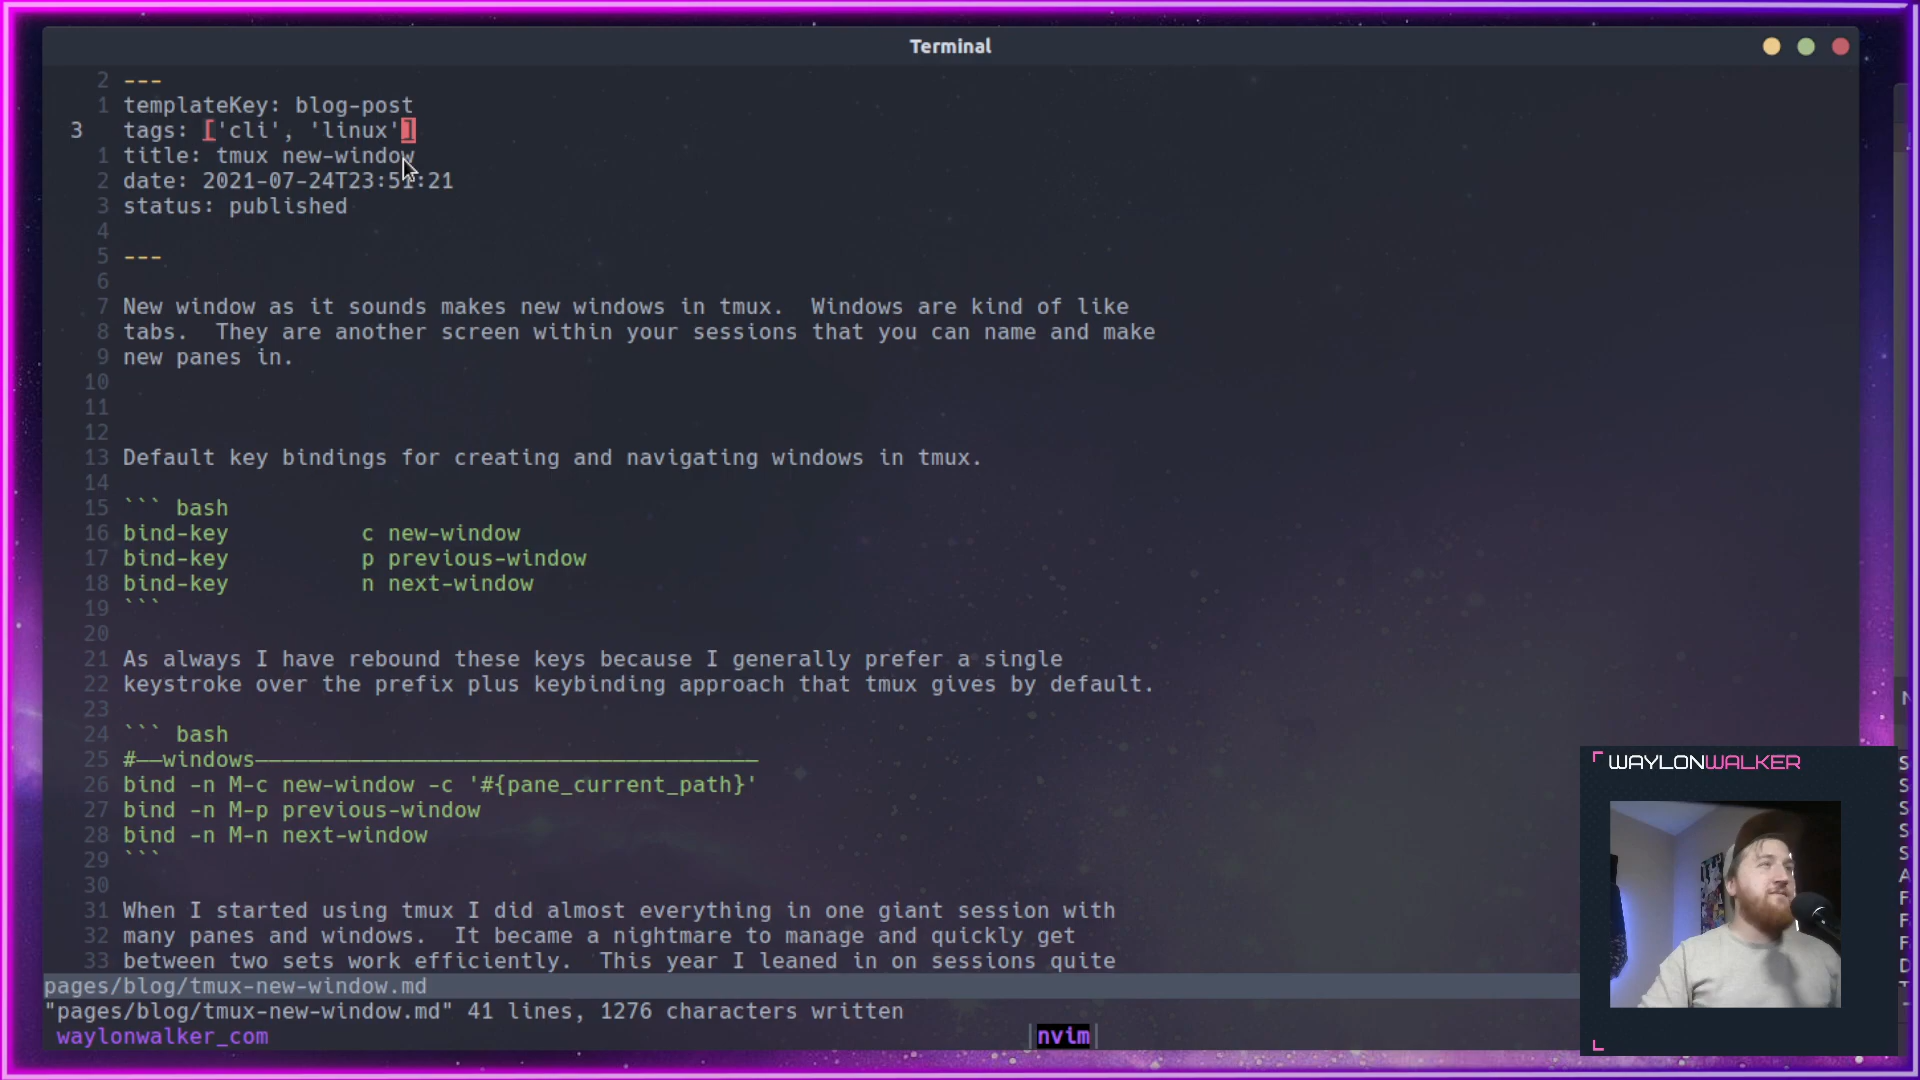 Terminal
2 ---
1 templateKey: blog-post
3 tags: ['cli', 'linux']
1 title: tmux new-window
2 date: 2021-07-24T23:51:21
3 status: published
4
5 ---
6
7 New window as it sounds makes new windows in tmux.  Windows are kind of like
8 tabs.  They are another screen within your sessions that you can name and make
9 new panes in.
10
11
12
13 Default key bindings for creating and navigating windows in tmux.
14
15 ``` bash
16 bind-key          c new-window
17 bind-key          p previous-window
18 bind-key          n next-window
19 ```
20
21 As always I have rebound these keys because I generally prefer a single
22 keystroke over the prefix plus keybinding approach that tmux gives by default.
23
24 ``` bash
25 #——windows——————————————————————————————————————
26 bind -n M-c new-window -c '#{pane_current_path}'
27 bind -n M-p previous-window
28 bind -n M-n next-window
29 ```
30
31 When I started using tmux I did almost everything in one giant session with
32 many panes and windows.  It became a nightmare to manage and quickly get
33 between two sets work efficiently.  This year I leaned in on sessions quite
pages/blog/tmux-new-window.md
"pages/blog/tmux-new-window.md" 41 lines, 1276 characters written
waylonwalker_com |nvim|
WAYLONWALKER